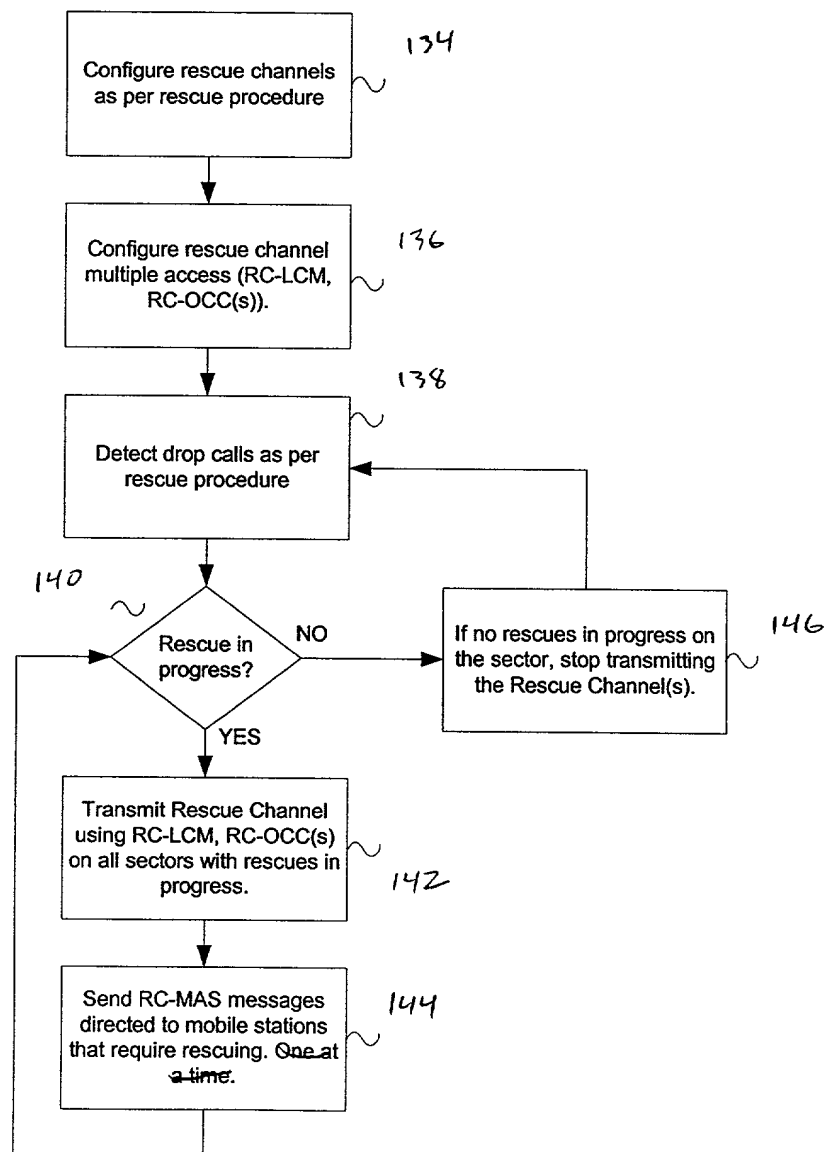 134
Configure rescue channels
as per rescue procedure
136
Configure rescue channel
multiple access (RC-LCM,
RC-OCC(s)).
138
Detect drop calls as per
rescue procedure
140
Rescue in
progress?
NO
146
If no rescues in progress on
the sector, stop transmitting
the Rescue Channel(s).
YES
Transmit Rescue Channel
using RC-LCM, RC-OCC(s)
on all sectors with rescues in
progress.
142
Send RC-MAS messages
directed to mobile stations
that require rescuing. One at
a time.
144